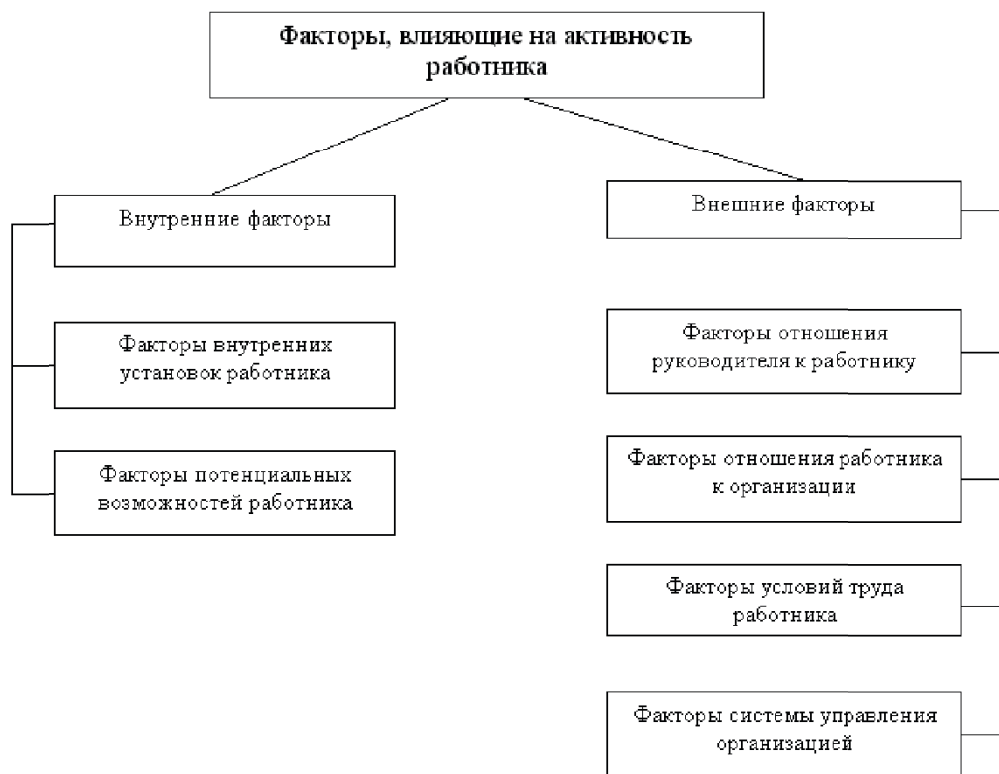 Факторы, влияющие на активность
работника
Внутренние факторы
Факторы внутренних
установок работника
Факторы потенциальных
возможностей работника
Внешние факторы
Факторы отношения
руководителя к работнику
Факторы отношения работника
к организации
Факторы условий труда
работника
Факторы системы управления
организацией